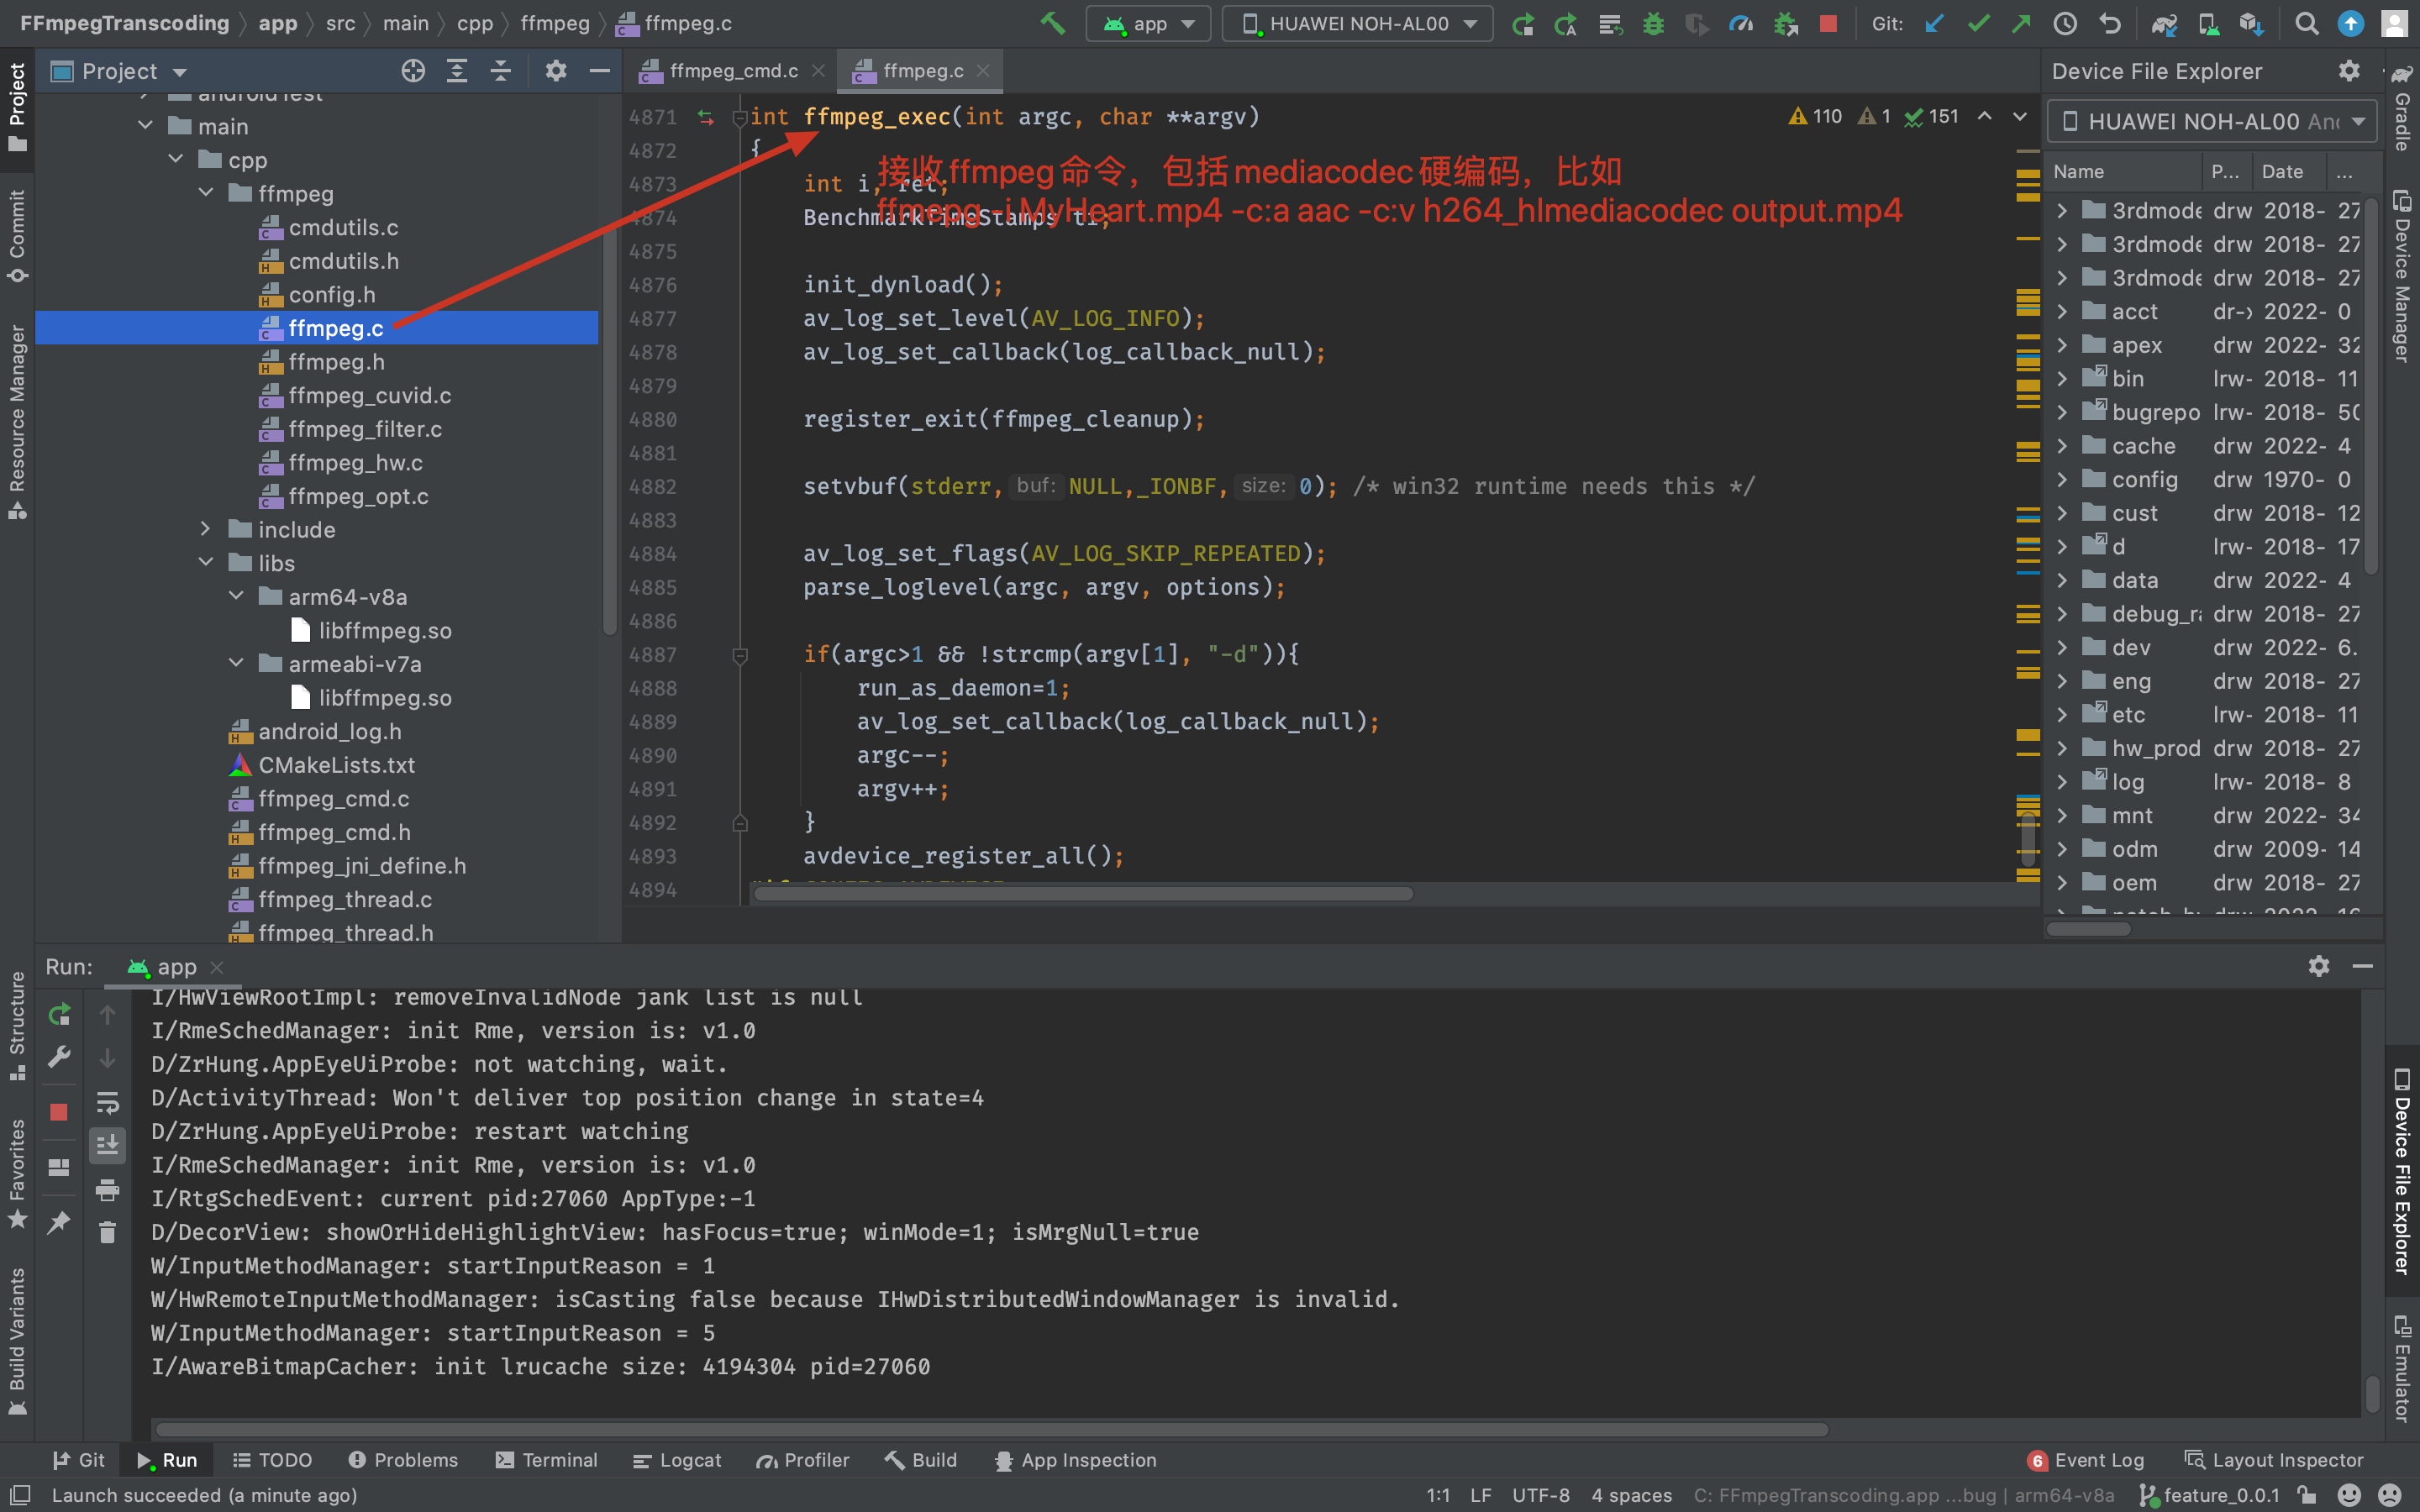 FFmpegTranscoding app src main cpp ffmpeg ffmpeg.c
app
HUAWEI NOH-AL00
Git:
Project
ffmpeg_cmd.c
ffmpeg.c
Device File Explorer
androidTest
main
cpp
ffmpeg
cmdutils.c
cmdutils.h
config.h
ffmpeg.c
ffmpeg.h
ffmpeg_cuvid.c
ffmpeg_filter.c
ffmpeg_hw.c
ffmpeg_opt.c
include
libs
arm64-v8a
libffmpeg.so
armeabi-v7a
libffmpeg.so
android_log.h
CMakeLists.txt
ffmpeg_cmd.c
ffmpeg_cmd.h
ffmpeg_jni_define.h
ffmpeg_thread.c
ffmpeg_thread.h
4871 int ffmpeg_exec(int argc, char **argv)
110 1 151
4872 {
接收ffmpeg命令，包括mediacodec硬编码，比如
4873 int i, ret;
ffmepg -i MyHeart.mp4 -c:a aac -c:v h264_hlmediacodec output.mp4
4874 BenchmarkTimeStamps ti;
4875
4876 init_dynload();
4877 av_log_set_level(AV_LOG_INFO);
4878 av_log_set_callback(log_callback_null);
4879
4880 register_exit(ffmpeg_cleanup);
4881
4882 setvbuf(stderr, buf: NULL,_IONBF, size: 0); /* win32 runtime needs this */
4883
4884 av_log_set_flags(AV_LOG_SKIP_REPEATED);
4885 parse_loglevel(argc, argv, options);
4886
4887 if(argc>1 && !strcmp(argv[1], "-d")){
4888 run_as_daemon=1;
4889 av_log_set_callback(log_callback_null);
4890 argc--;
4891 argv++;
4892 }
4893 avdevice_register_all();
4894
HUAWEI NOH-AL00 An
Name P... Date ...
3rdmode drw 2018- 27
3rdmode drw 2018- 27
3rdmode drw 2018- 27
acct dr-x 2022- 0
apex drw 2022- 32
bin lrw- 2018- 11
bugrepo lrw- 2018- 50
cache drw 2022- 4
config drw 1970- 0
cust drw 2018- 12
d lrw- 2018- 17
data drw 2022- 4
debug_ra drw 2018- 27
dev drw 2022- 6.
eng drw 2018- 27
etc lrw- 2018- 11
hw_prod drw 2018- 27
log lrw- 2018- 8
mnt drw 2022- 34
odm drw 2009- 14
oem drw 2018- 27
Project
Commit
Resource Manager
Structure
Favorites
Build Variants
Gradle
Device Manager
Device File Explorer
Emulator
Run: app
I/HwViewRootImpl: removeInvalidNode jank list is null
I/RmeSchedManager: init Rme, version is: v1.0
D/ZrHung.AppEyeUiProbe: not watching, wait.
D/ActivityThread: Won't deliver top position change in state=4
D/ZrHung.AppEyeUiProbe: restart watching
I/RmeSchedManager: init Rme, version is: v1.0
I/RtgSchedEvent: current pid:27060 AppType:-1
D/DecorView: showOrHideHighlightView: hasFocus=true; winMode=1; isMrgNull=true
W/InputMethodManager: startInputReason = 1
W/HwRemoteInputMethodManager: isCasting false because IHwDistributedWindowManager is invalid.
W/InputMethodManager: startInputReason = 5
I/AwareBitmapCacher: init lrucache size: 4194304 pid=27060
Git Run TODO Problems Terminal Logcat Profiler Build App Inspection
6 Event Log Layout Inspector
Launch succeeded (a minute ago)
1:1 LF UTF-8 4 spaces C: FFmpegTranscoding.app ...bug | arm64-v8a feature_0.0.1